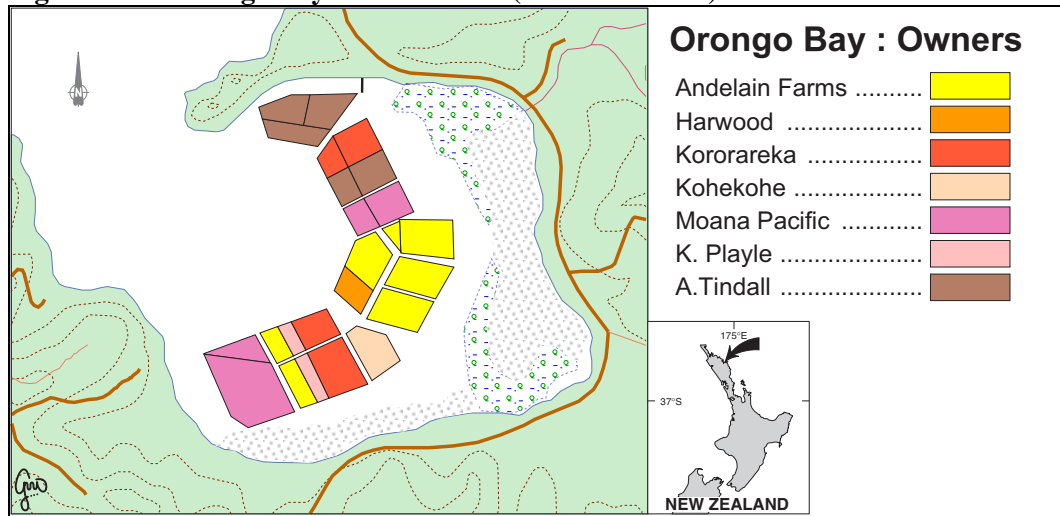 N
Orongo Bay : Owners
Andelain Farms ..........
Harwood ......................
Kororareka ...................
Kohekohe ....................
Moana Pacific ............
K. Playle ......................
A.Tindall ......................
175°E
37°S
NEW ZEALAND